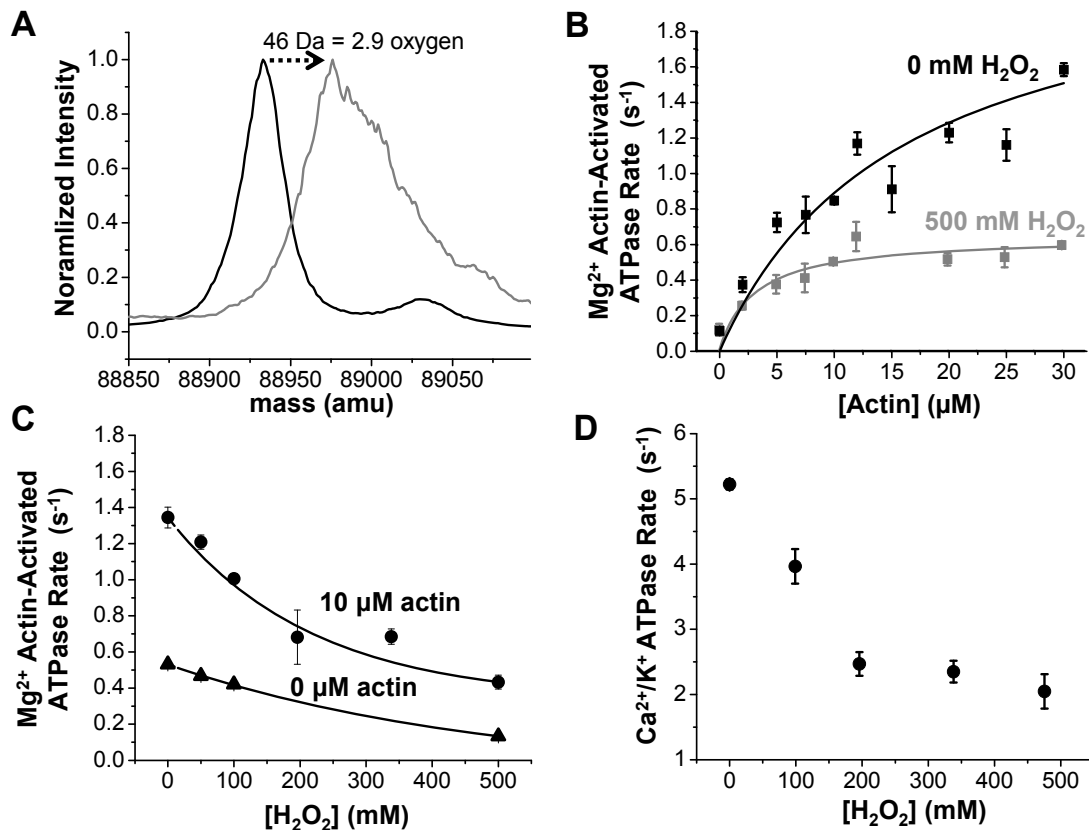 A
46 Da = 2.9 oxygen
Noramlized Intensity
1.0
0.8
0.6
0.4
0.2
0.0
88850 88900 88950 89000 89050
mass (amu)
B
0 mM H₂O₂
500 mM H₂O₂
Mg²⁺ Actin-Activated
ATPase Rate (s⁻¹)
1.8
1.6
1.4
1.2
1.0
0.8
0.6
0.4
0.2
0.0
0 5 10 15 20 25 30
[Actin] (µM)
C
10 µM actin
0 µM actin
Mg²⁺ Actin-Activated
ATPase Rate (s⁻¹)
1.8
1.6
1.4
1.2
1.0
0.8
0.6
0.4
0.2
0.0
0 100 200 300 400 500
[H₂O₂] (mM)
D
Ca²⁺/K⁺ ATPase Rate (s⁻¹)
6
5
4
3
2
1
0 100 200 300 400 500
[H₂O₂] (mM)